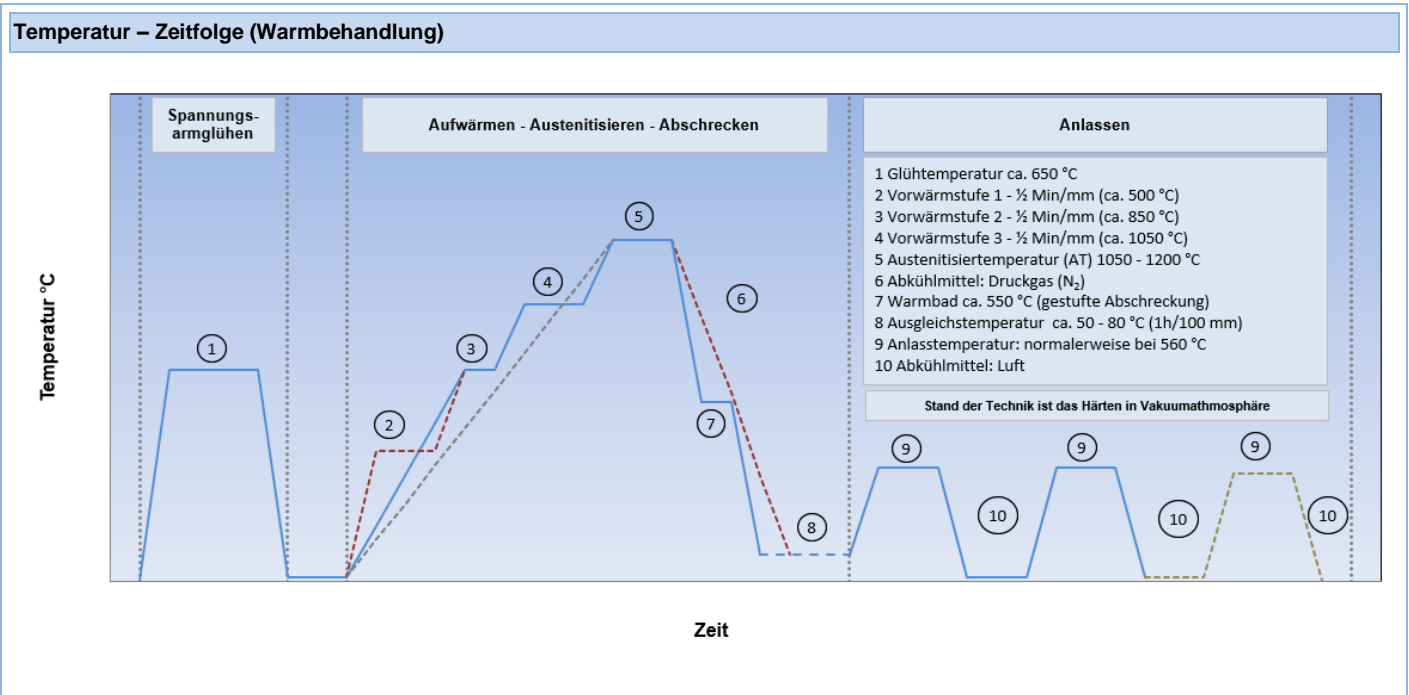 Temperatur – Zeitfolge (Warmbehandlung)
Spannungs-
armglühen
Aufwärmen - Austenitisieren - Abschrecken
Anlassen
1 Glühtemperatur ca. 650 °C
2 Vorwärmstufe 1 - ½ Min/mm (ca. 500 °C)
3 Vorwärmstufe 2 - ½ Min/mm (ca. 850 °C)
4 Vorwärmstufe 3 - ½ Min/mm (ca. 1050 °C)
5 Austenitisiertemperatur (AT) 1050 - 1200 °C
6 Abkühlmittel: Druckgas (N₂)
7 Warmbad ca. 550 °C (gestufte Abschreckung)
8 Ausgleichstemperatur ca. 50 - 80 °C (1h/100 mm)
9 Anlasstemperatur: normalerweise bei 560 °C
10 Abkühlmittel: Luft
Stand der Technik ist das Härten in Vakuumathmosphäre
Temperatur °C
1
2
3
4
5
6
7
8
9
10
9
10
9
10
Zeit